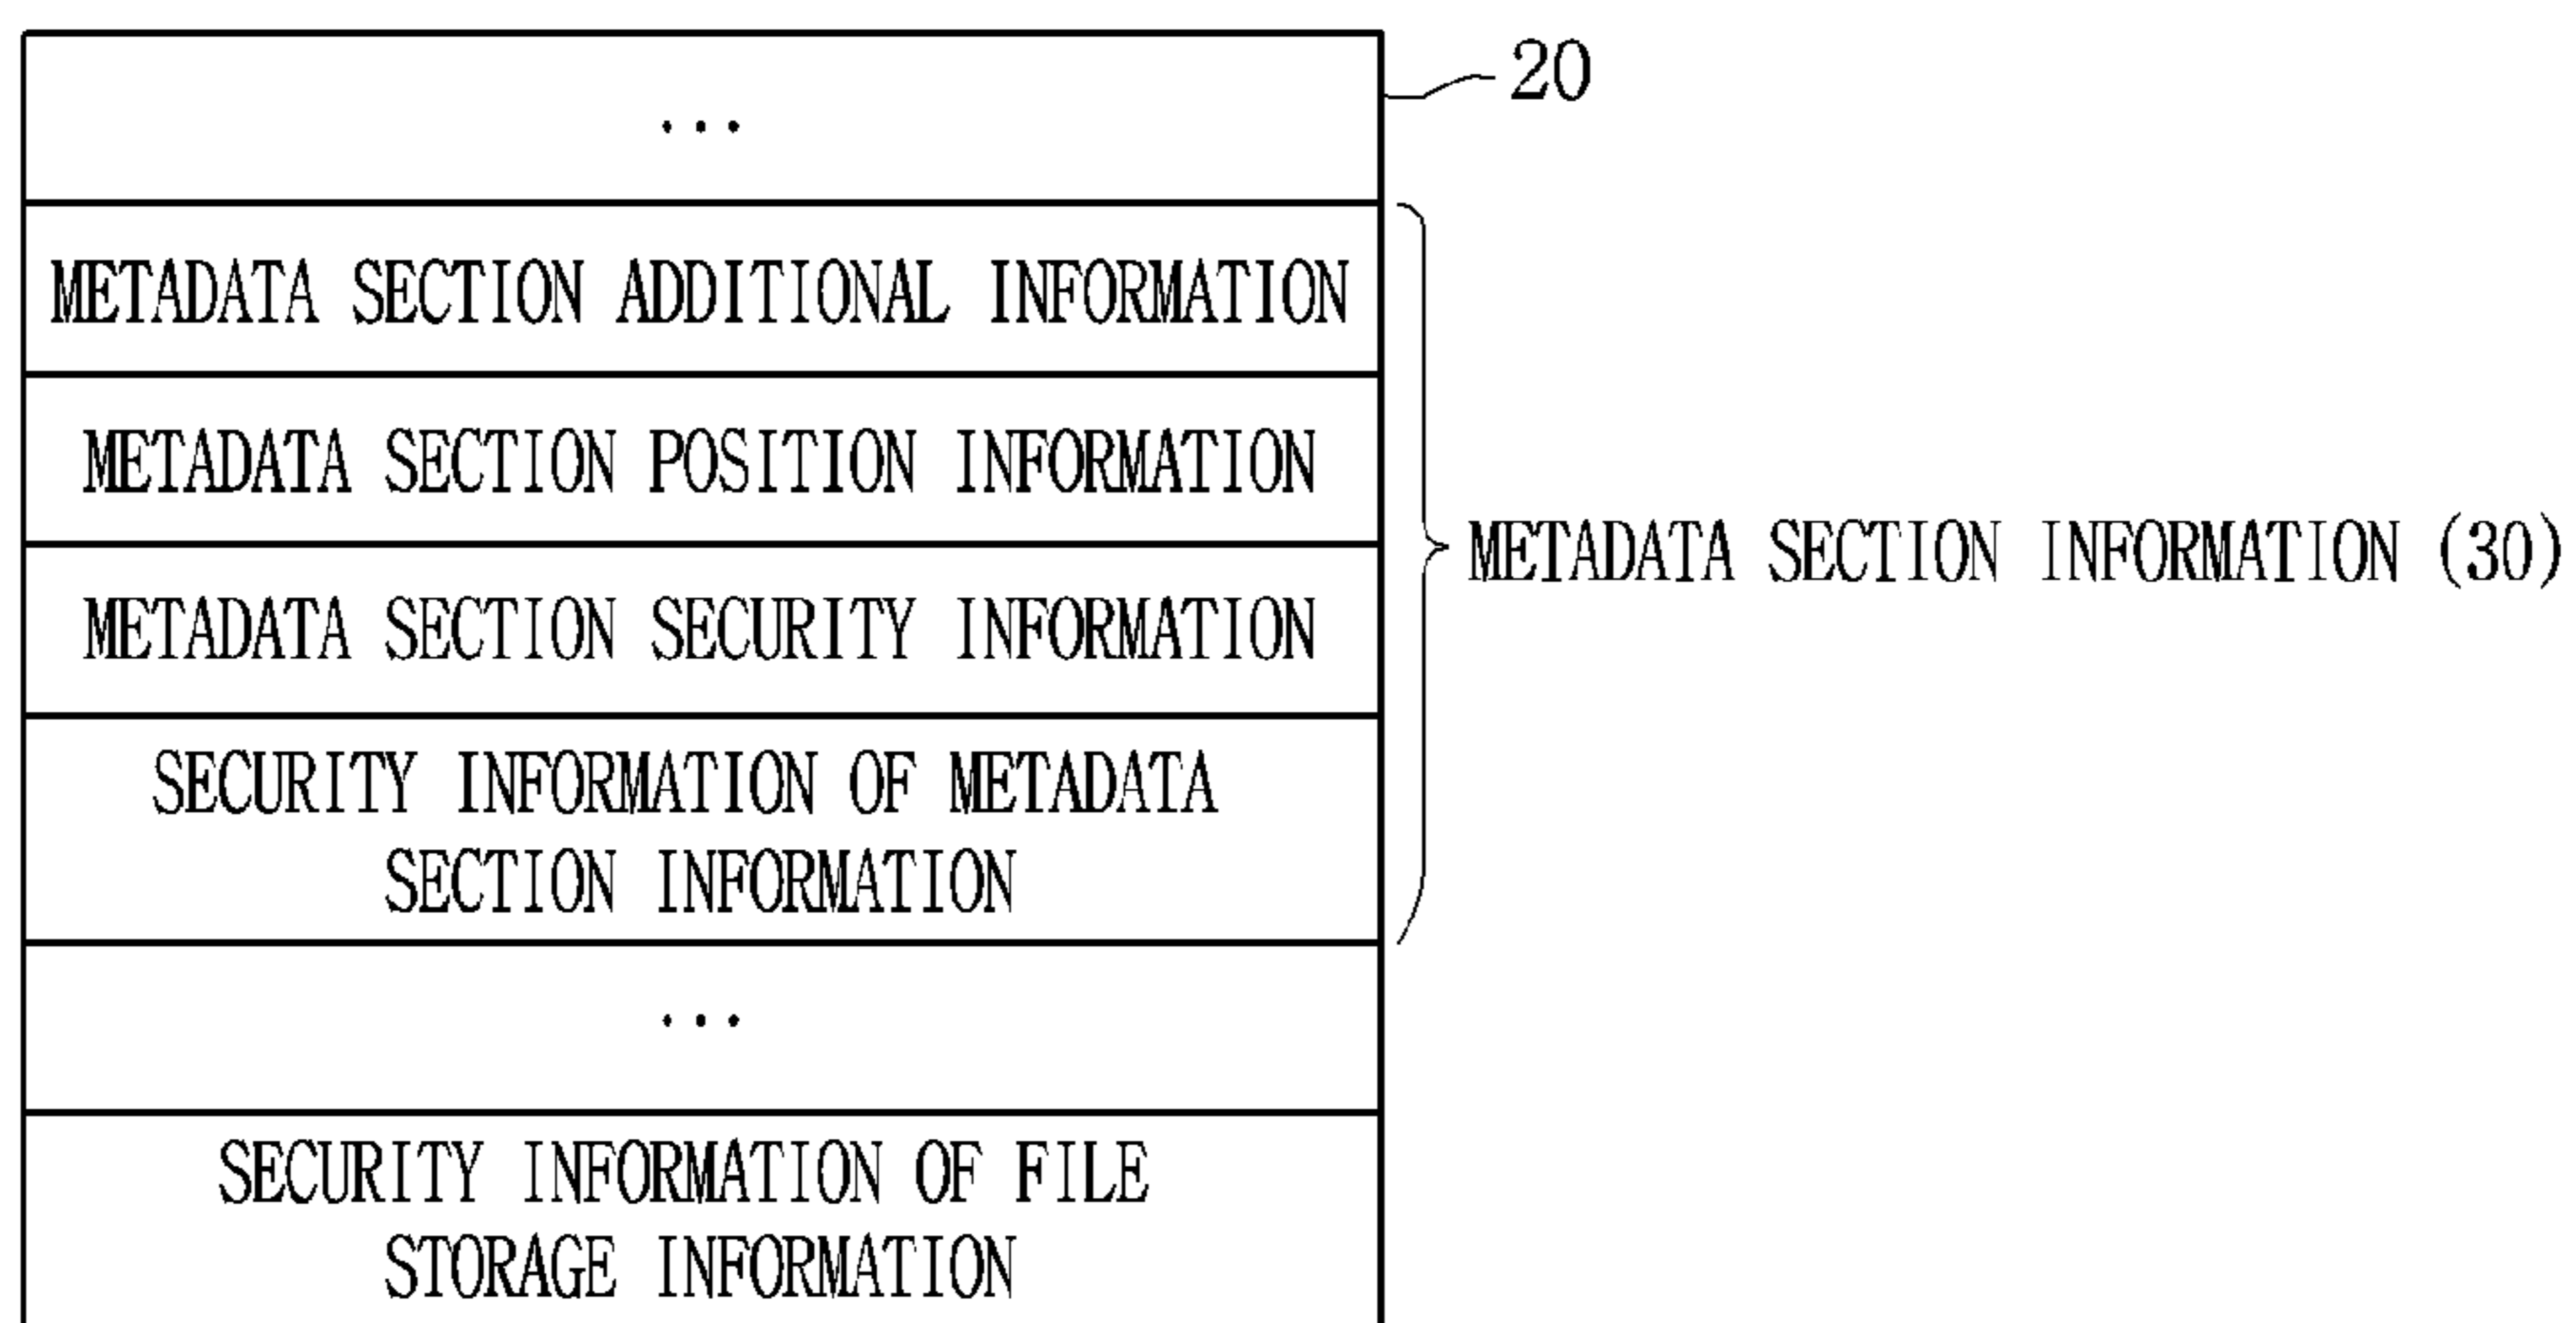 20
...
METADATA SECTION ADDITIONAL INFORMATION
METADATA SECTION POSITION INFORMATION
METADATA SECTION SECURITY INFORMATION
METADATA SECTION INFORMATION (30)
SECURITY INFORMATION OF METADATA
SECTION INFORMATION
...
SECURITY INFORMATION OF FILE
STORAGE INFORMATION